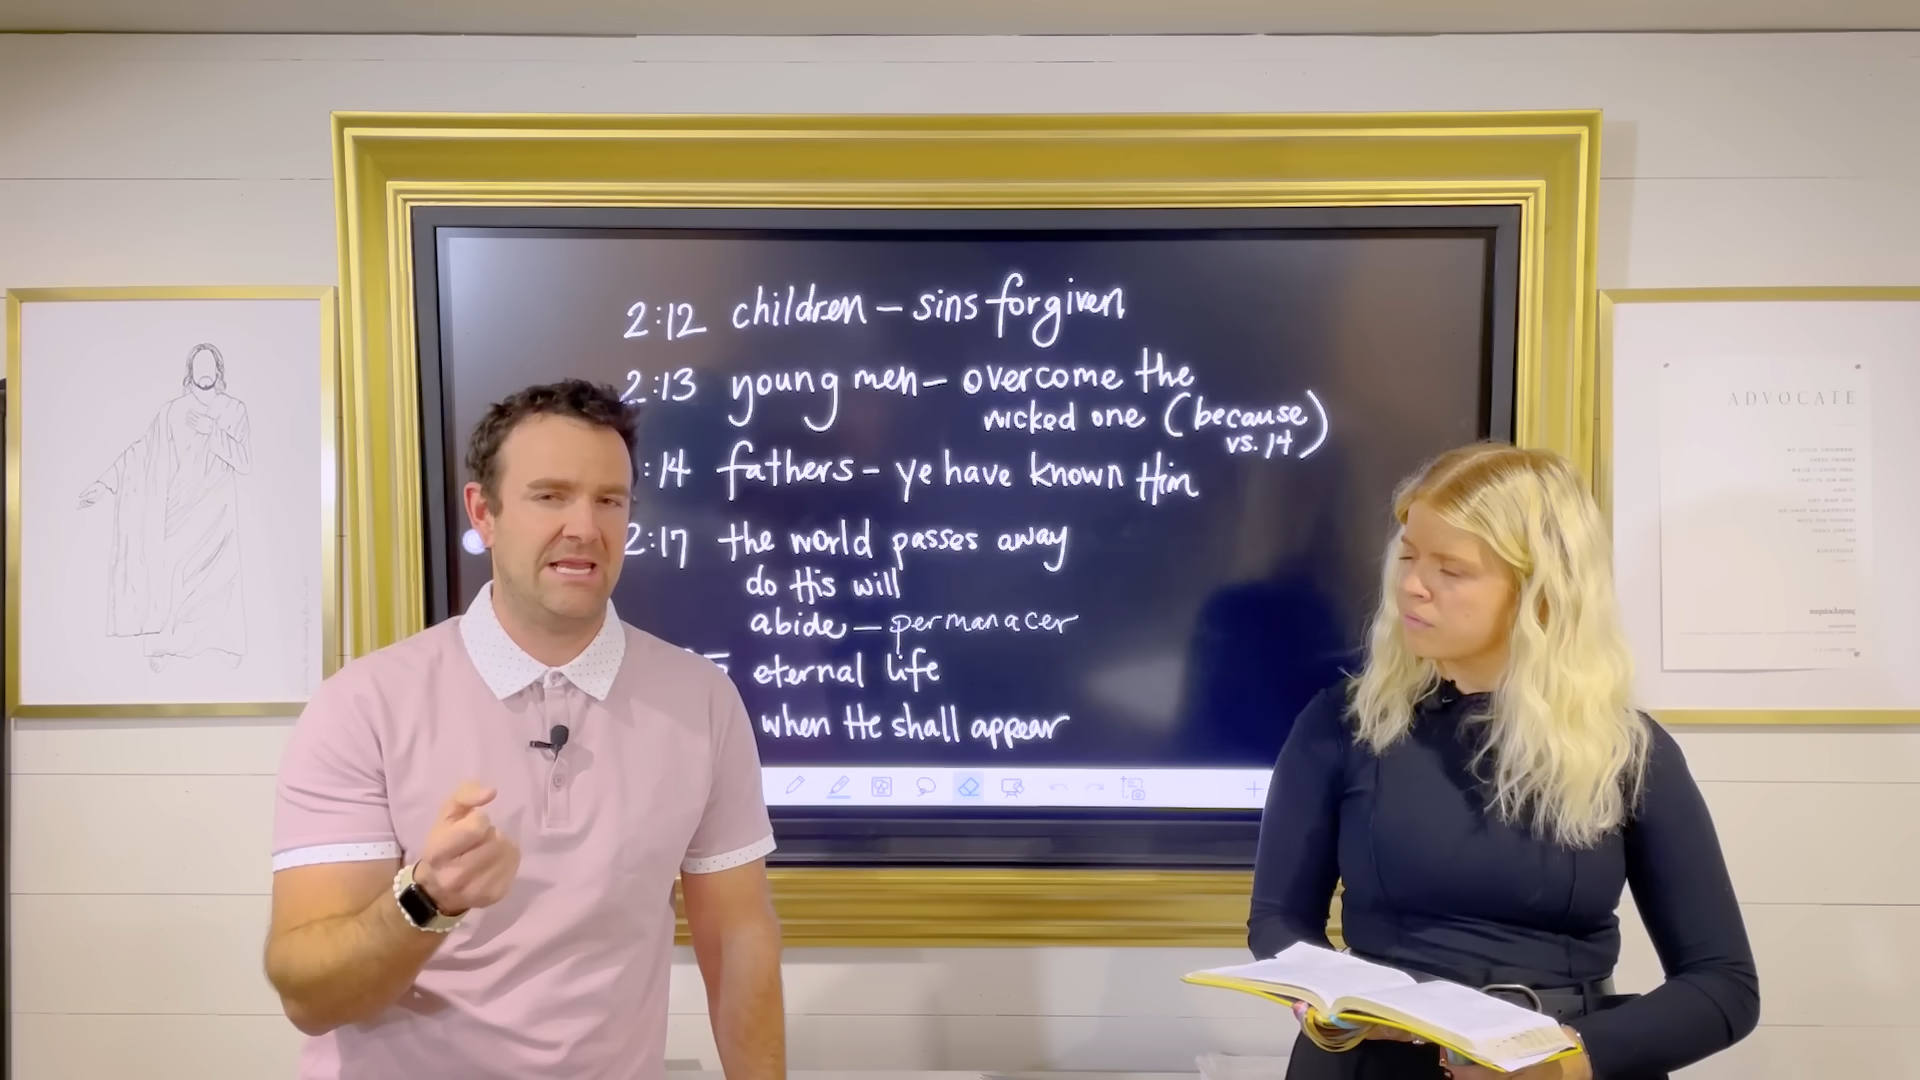 2:12 children – sins forgiven
2:13 young men – overcome the
wicked one (because
vs. 14)
:14 fathers – ye have known Him
2:17 the world passes away
do His will
abide – permanacer
eternal life
when He shall appear
ADVOCATE